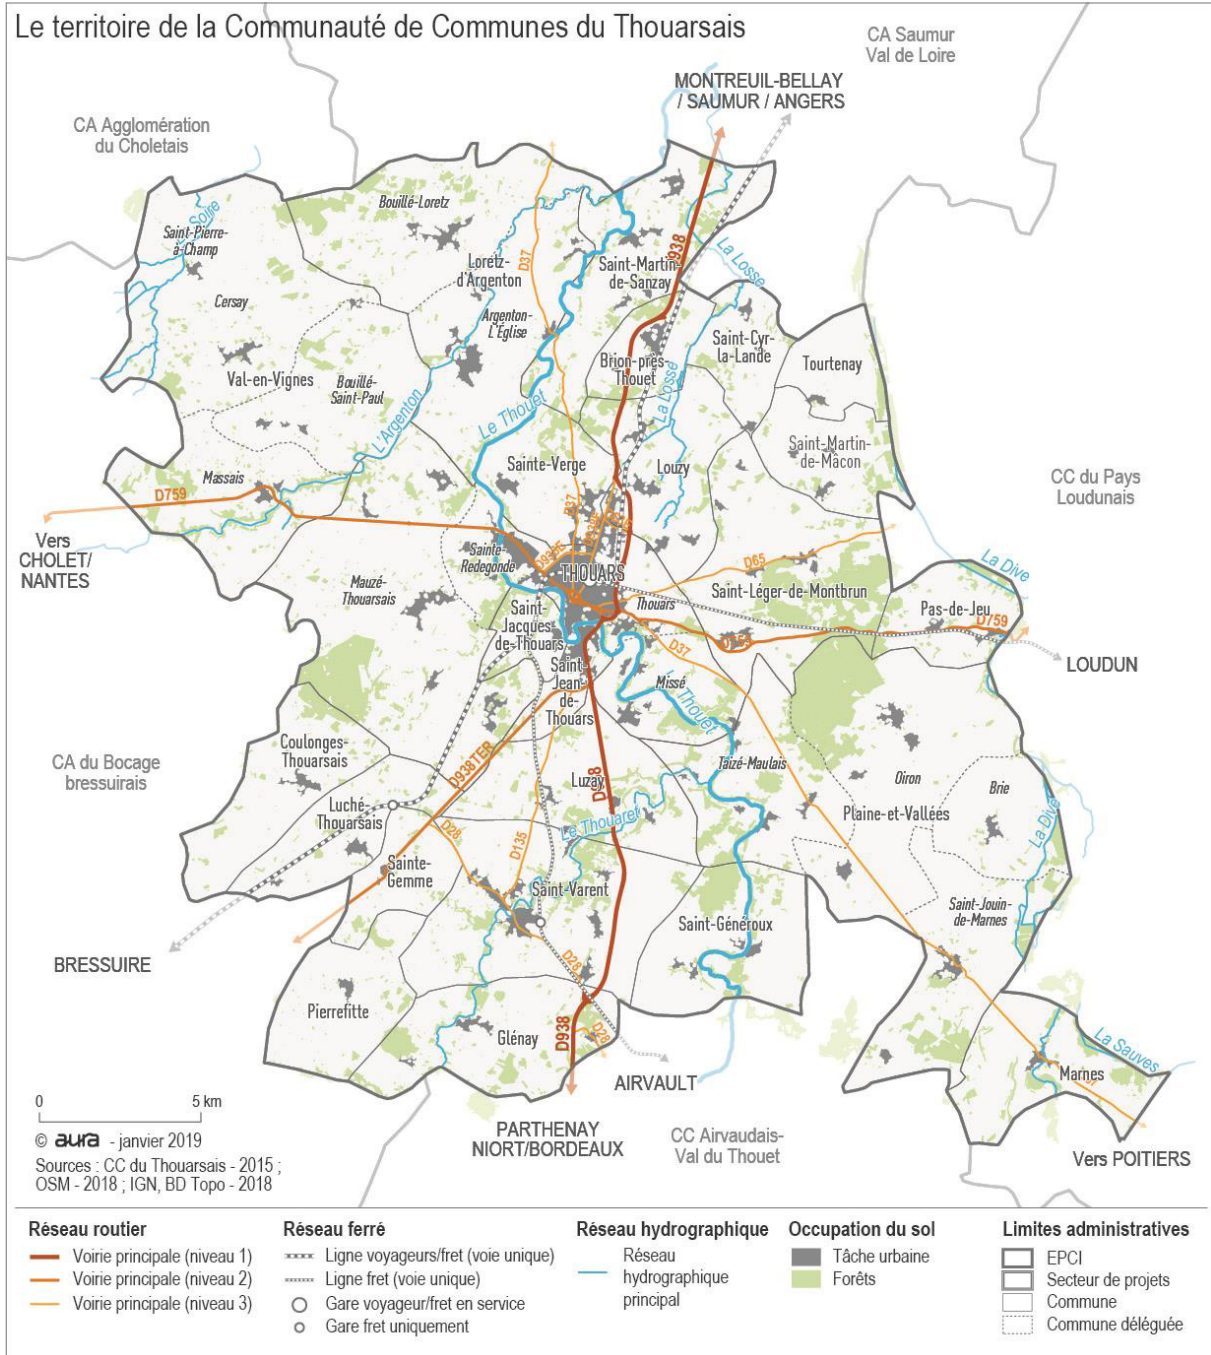 Le territoire de la Communauté de Communes du Thouarsais
CA Saumur
Val de Loire
MONTREUIL-BELLAY
/ SAUMUR / ANGERS
CA Agglomération
du Choletais
Bouillé-Loretz
Saint-Pierre-
à-Champ
Soire
D37
Loretz-
d'Argenton
Saint-Martin-
de-Sanzay
D938
La Losse
Cersay
Argenton-
L'Eglise
Saint-Cyr-
la-Lande
Brion-près-
Thouet
Tourtenay
Val-en-Vignes
Bouillé-
Saint-Paul
L'Argenton
Le Thouet
La Losse
Saint-Martin-
de-Mâcon
Massais
Sainte-Verge
Louzy
CC du Pays
Loudunais
D759
D37
Vers
CHOLET/
NANTES
Sainte-
Radegonde
D938E
THOUARS
D65
La Dive
Mauzé-
Thouarsais
Saint-
Jacques-
de-Thouars
Thouars
Saint-Léger-de-Montbrun
Pas-de-Jeu
D759
D759
D37
LOUDUN
Saint-
Jean-
de-
Thouars
Missé
Thouet
CA du Bocage
bressuirais
Coulonges-
Thouarsais
D938TER
Luzay
D938
Taizé-Maulais
Oiron
Brie
Luché-
Thouarsais
Le Thouaret
Plaine-et-Vallées
La Dive
D28
D135
Sainte-
Gemme
Saint-Varent
Saint-Généroux
Saint-Jouin-
de-Marnes
BRESSUIRE
D28
Pierrefitte
Glénay
D938
D28
La Sauves
Marnes
AIRVAULT
0 5 km
© aura - janvier 2019
PARTHENAY
NIORT/BORDEAUX
CC Airvaudais-
Val du Thouet
Vers POITIERS
Sources : CC du Thouarsais - 2015 ;
OSM - 2018 ; IGN, BD Topo - 2018
Réseau routier
Voirie principale (niveau 1)
Voirie principale (niveau 2)
Voirie principale (niveau 3)
Réseau ferré
Ligne voyageurs/fret (voie unique)
Ligne fret (voie unique)
Gare voyageur/fret en service
Gare fret uniquement
Réseau hydrographique
Réseau
hydrographique
principal
Occupation du sol
Tâche urbaine
Forêts
Limites administratives
EPCI
Secteur de projets
Commune
Commune déléguée